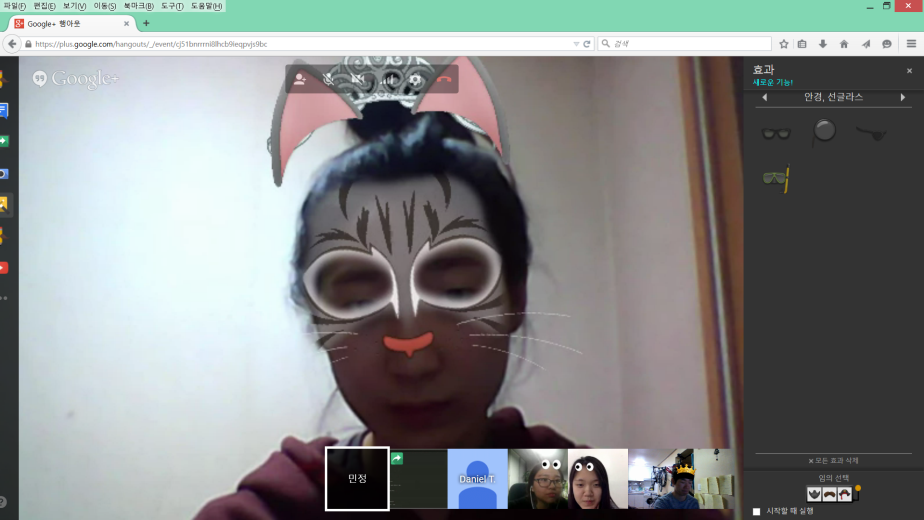 파일(F) 편집(E) 보기(V) 이동(S) 북마크(B) 도구(T) 도움말(H)
Google+ 행아웃
https://plus.google.com/hangouts/_/event/cj51bnrrmi8lhcb9ieqpvjs9bc
검색
Google+
효과
새로운 기능!
안경, 선글라스
민정
Daniel T.
모든 효과 삭제
임의 선택
시작할 때 실행